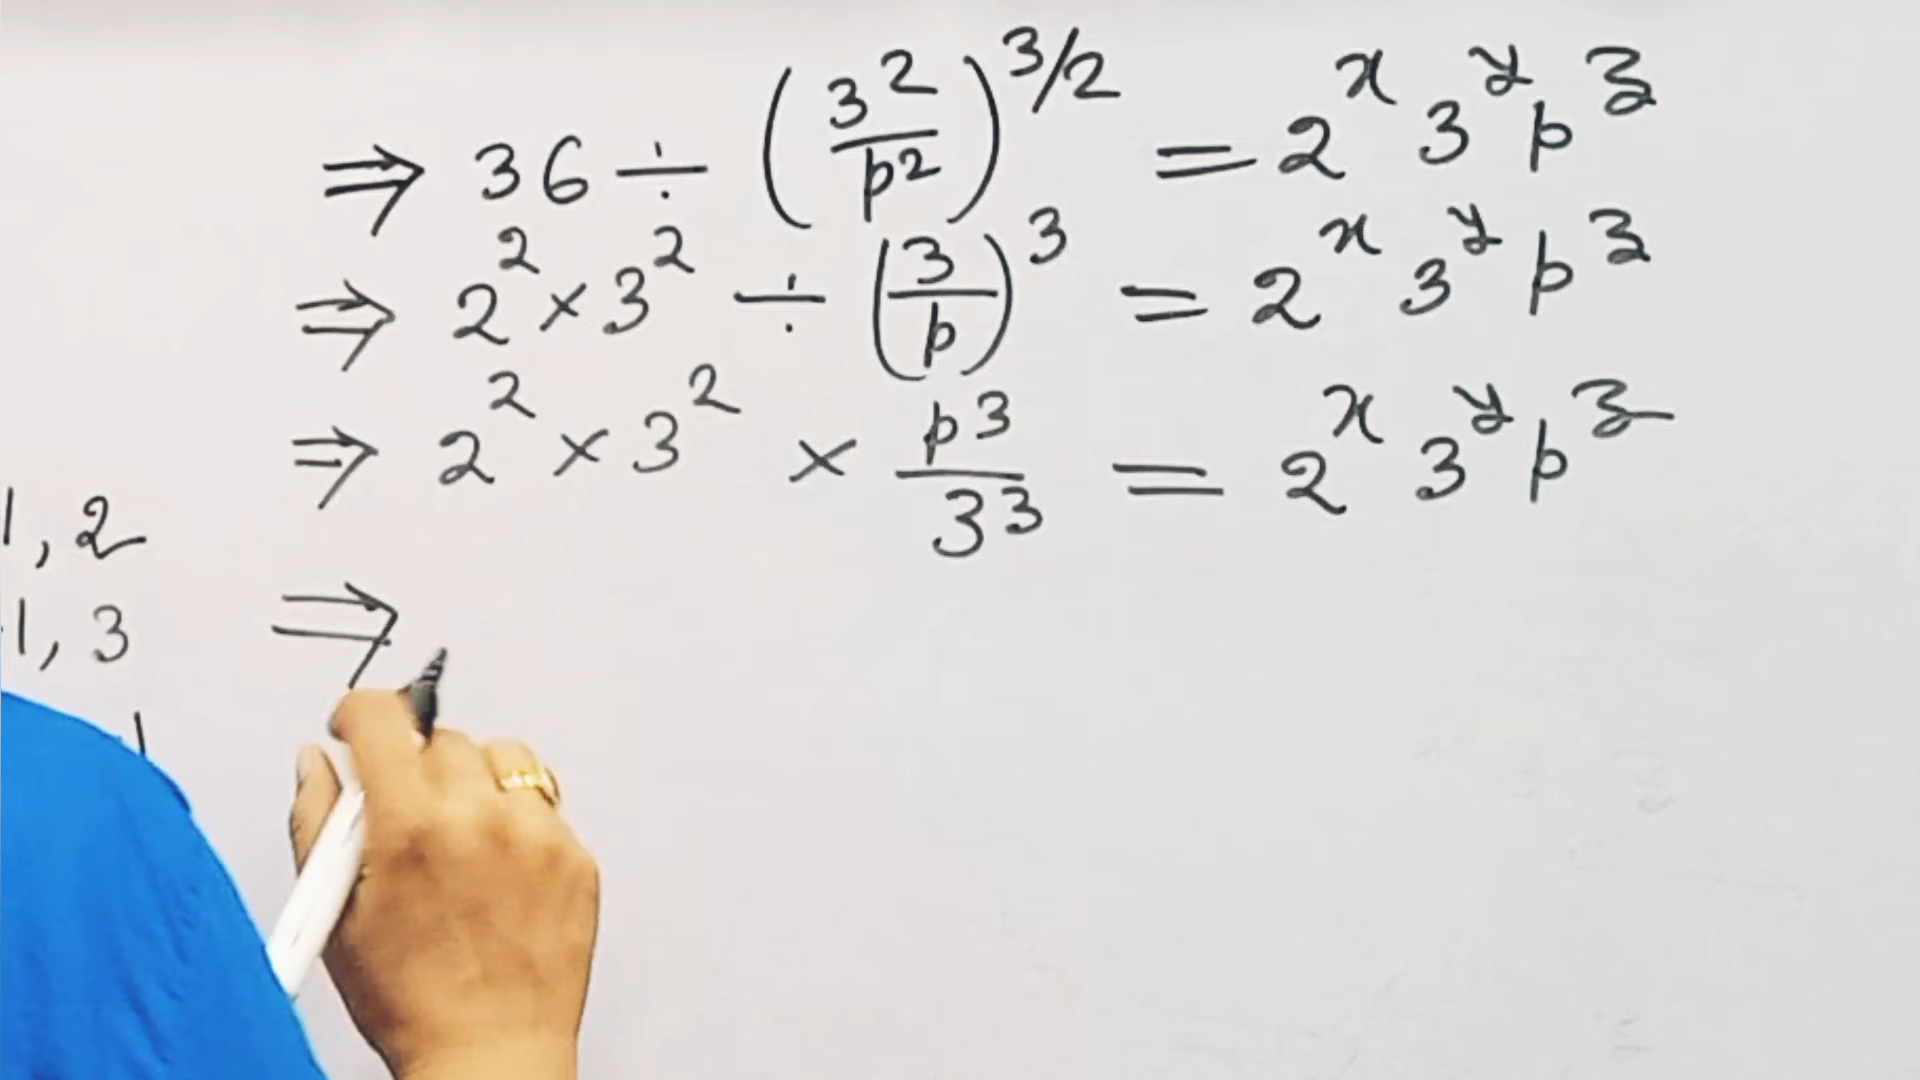 ⇒ 36 ÷ (3²/p²)^3/2 = 2^x 3^y p^z
⇒ 2² × 3² ÷ (3/p)³ = 2^x 3^y p^z
⇒ 2² × 3² × p³/3³ = 2^x 3^y p^z
1, 2
1, 3
⇒